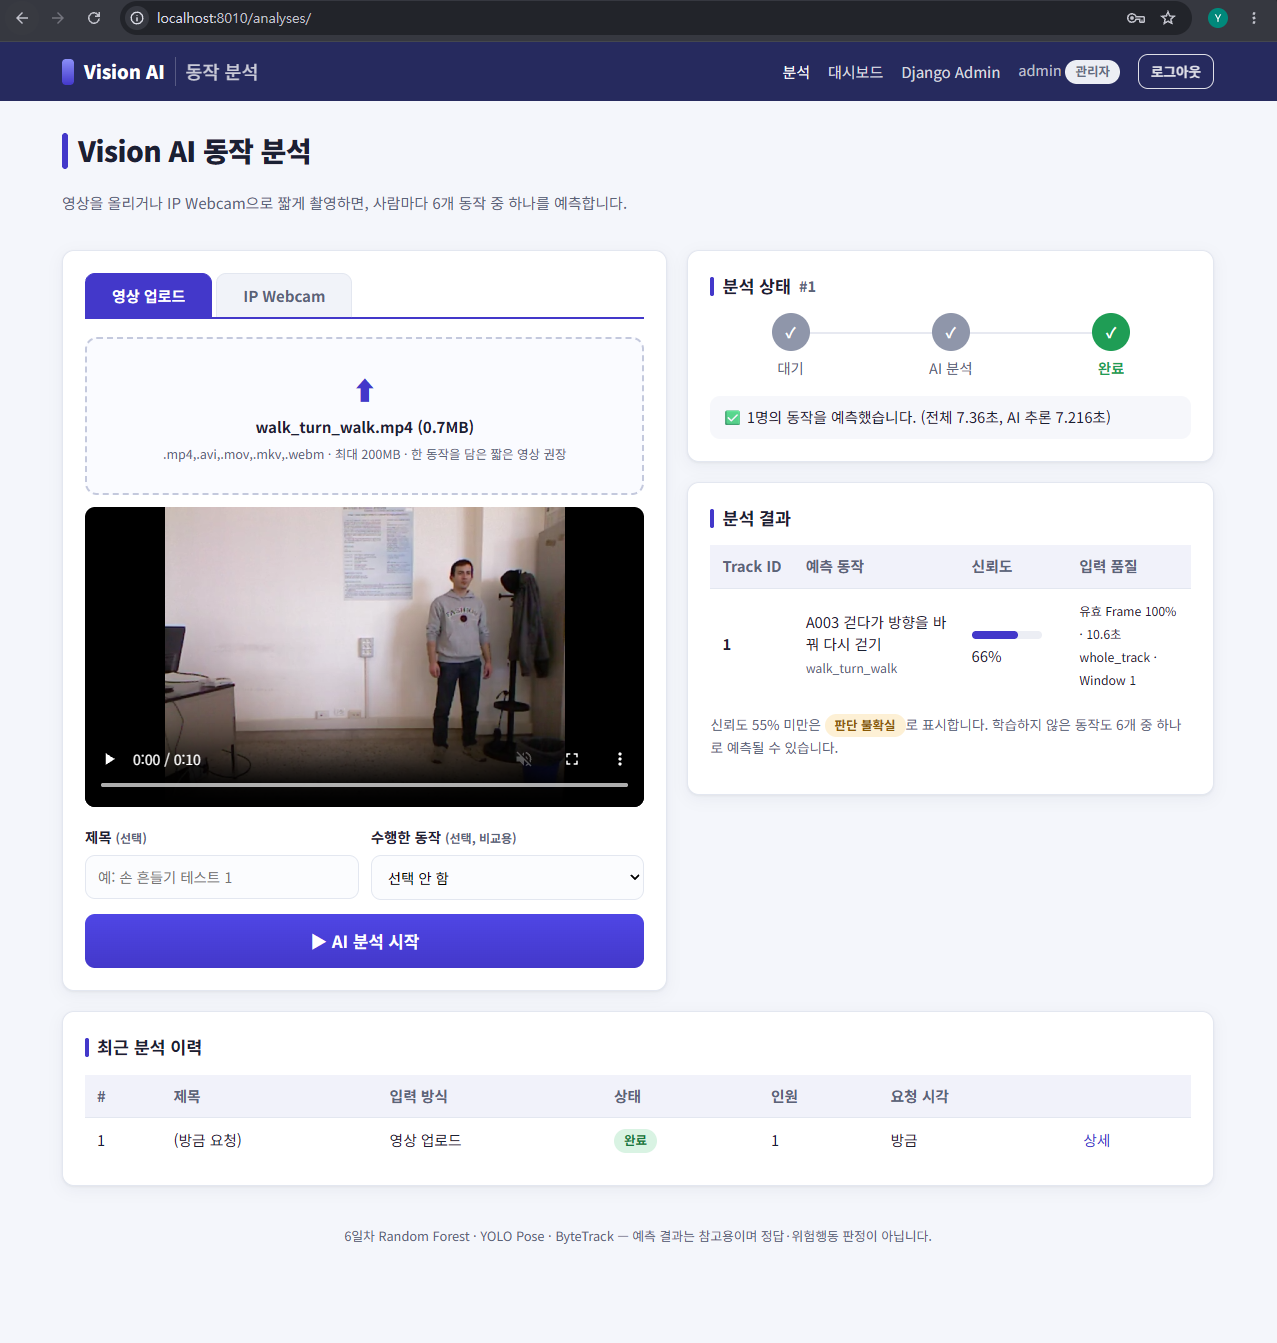 localhost:8010/analyses/
Y
Vision AI 동작 분석
분석 대시보드 Django Admin admin 관리자 로그아웃
Vision AI 동작 분석
영상을 올리거나 IP Webcam으로 짧게 촬영하면, 사람마다 6개 동작 중 하나를 예측합니다.
영상 업로드 IP Webcam
walk_turn_walk.mp4 (0.7MB)
.mp4,.avi,.mov,.mkv,.webm · 최대 200MB · 한 동작을 담은 짧은 영상 권장
0:00 / 0:10
제목 (선택) 수행한 동작 (선택, 비교용)
예: 손 흔들기 테스트 1 선택 안 함
▶ AI 분석 시작
분석 상태 #1
대기 AI 분석 완료
✅ 1명의 동작을 예측했습니다. (전체 7.36초, AI 추론 7.216초)
분석 결과
Track ID 예측 동작 신뢰도 입력 품질
1
A003 걷다가 방향을 바
꿔 다시 걷기
walk_turn_walk
66%
유효 Frame 100%
· 10.6초
whole_track ·
Window 1
신뢰도 55% 미만은 판단 불확실 로 표시합니다. 학습하지 않은 동작도 6개 중 하나
로 예측될 수 있습니다.
최근 분석 이력
# 제목 입력 방식 상태 인원 요청 시각
1 (방금 요청) 영상 업로드 완료 1 방금 상세
6일차 Random Forest · YOLO Pose · ByteTrack — 예측 결과는 참고용이며 정답·위험행동 판정이 아닙니다.